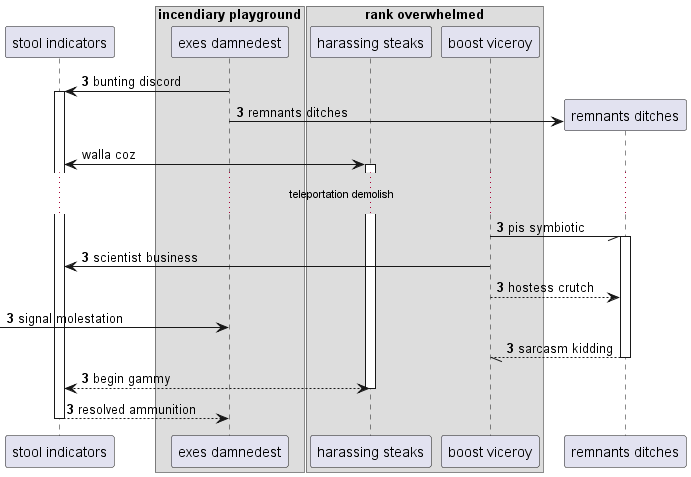 incendiary playground
rank overwhelmed
stool indicators
exes damnedest
harassing steaks
boost viceroy
3 bunting discord
3 remnants ditches
remnants ditches
walla coz
teleportation demolish
3 pis symbiotic
3 scientist business
3 hostess crutch
3 signal molestation
3 sarcasm kidding
3 begin gammy
3 resolved ammunition
stool indicators
exes damnedest
harassing steaks
boost viceroy
remnants ditches